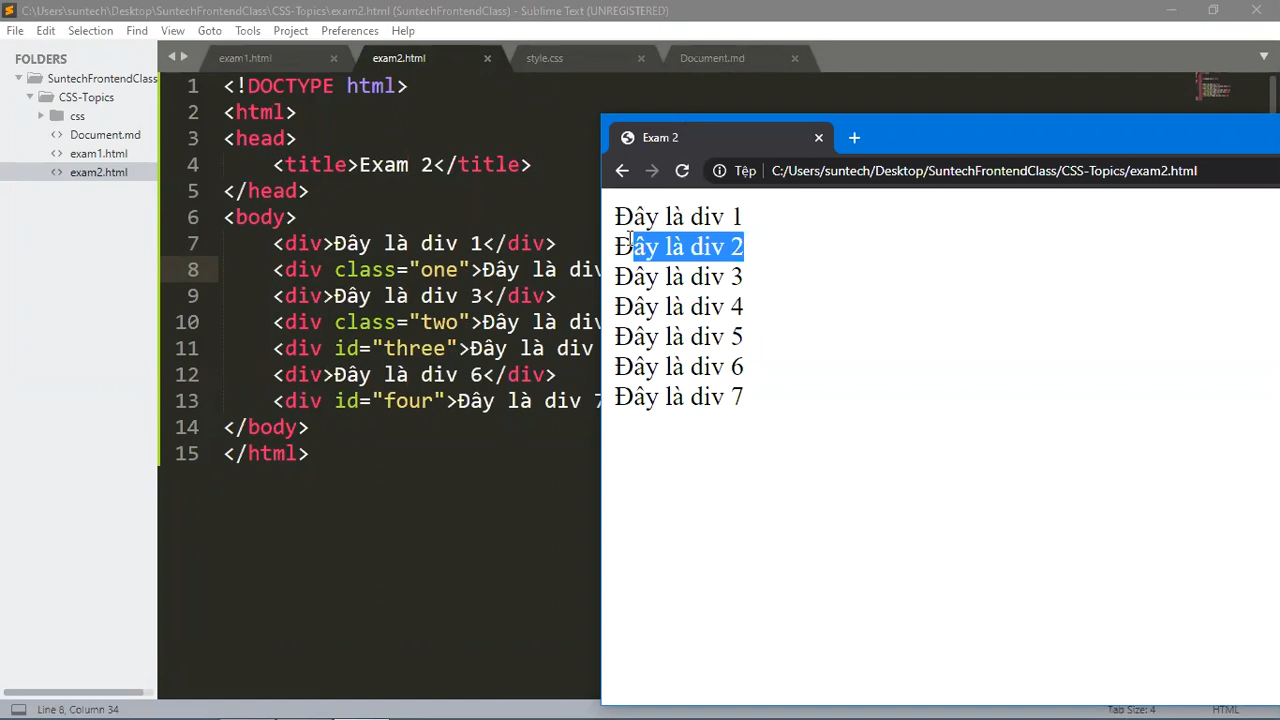 C:\Users\suntech\Desktop\SuntechFrontendClass\CSS-Topics\exam2.html (SuntechFrontendClass) - Sublime Text (UNREGISTERED)
File Edit Selection Find View Goto Tools Project Preferences Help
FOLDERS
SuntechFrontendClass
CSS-Topics
css
Document.md
exam1.html
exam2.html
exam1.html exam2.html style.css Document.md
1 <!DOCTYPE html>
2 <html>
3 <head>
4 <title>Exam 2</title>
5 </head>
6 <body>
7 <div>Đây là div 1</div>
8 <div class="one">Đây là div
9 <div>Đây là div 3</div>
10 <div class="two">Đây là div
11 <div id="three">Đây là div
12 <div>Đây là div 6</div>
13 <div id="four">Đây là div 7
14 </body>
15 </html>
Exam 2
Tệp C:/Users/suntech/Desktop/SuntechFrontendClass/CSS-Topics/exam2.html
Đây là div 1
Đây là div 2
Đây là div 3
Đây là div 4
Đây là div 5
Đây là div 6
Đây là div 7
Line 8, Column 34
Tab Size: 4 HTML